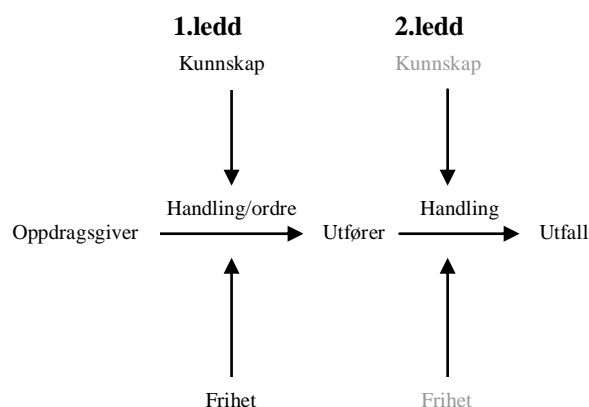 1.ledd 2.ledd
Kunnskap Kunnskap
Handling/ordre Handling
Oppdragsgiver Utfører Utfall
Frihet Frihet